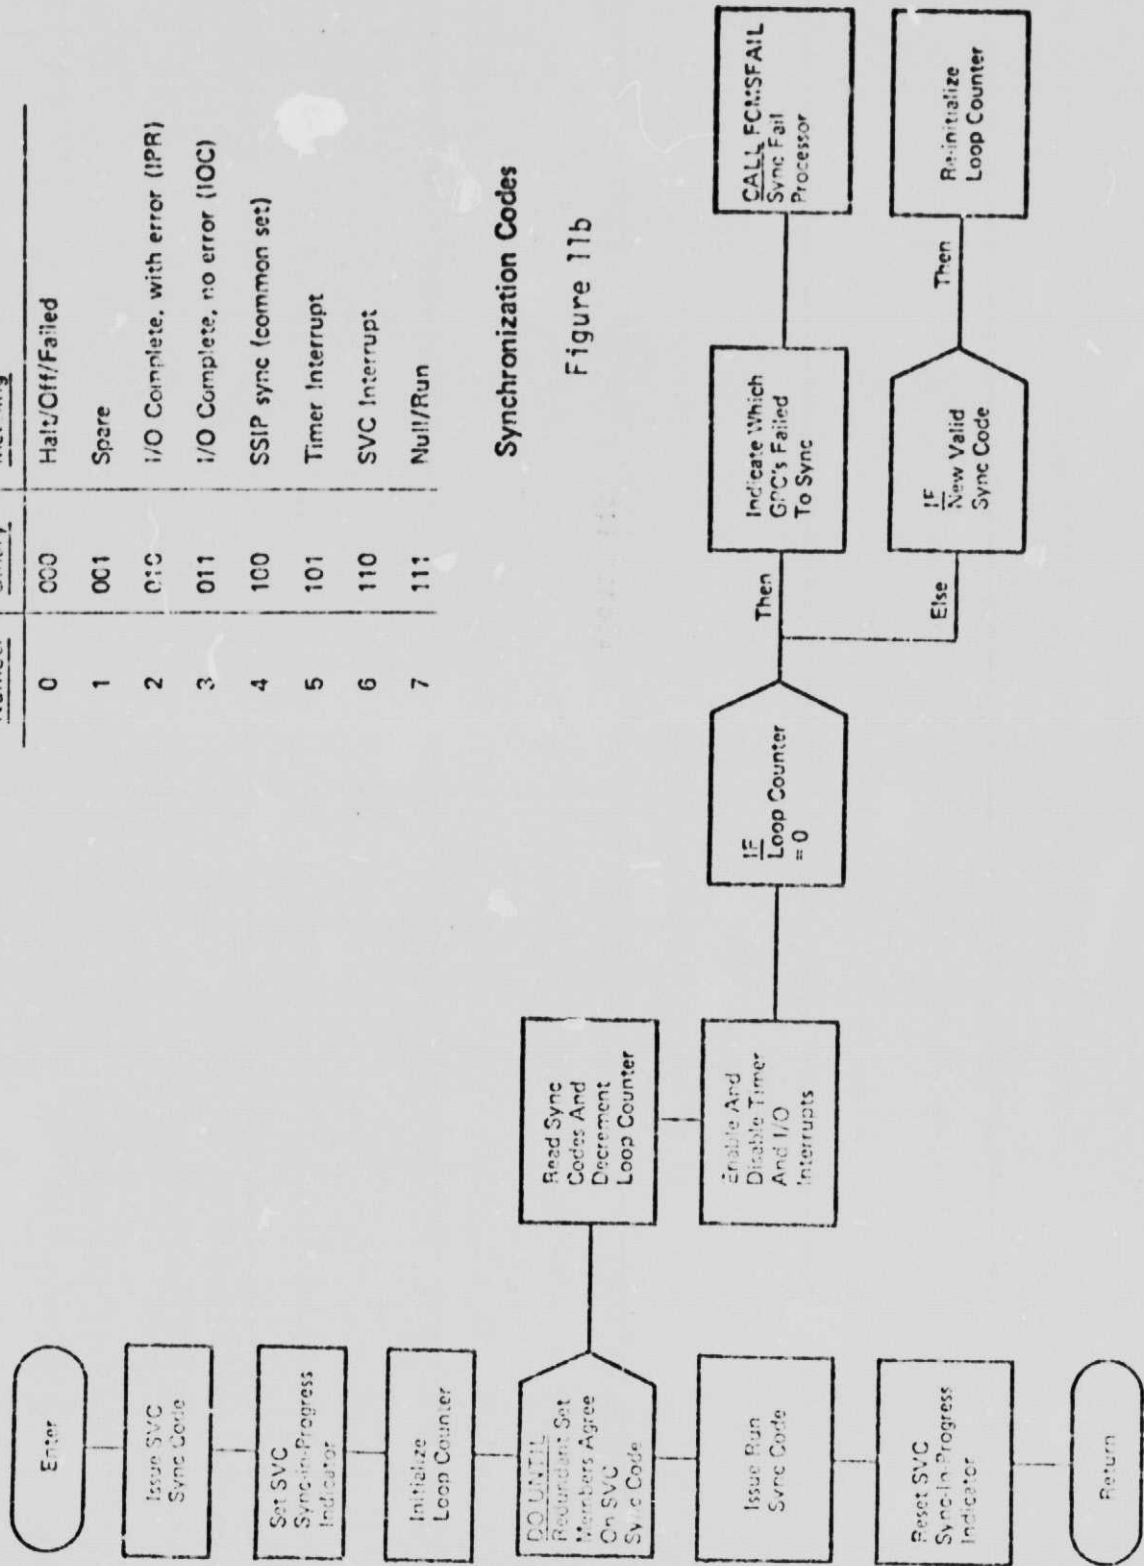 Number
Binary
Meaning
0 000 Halt/Off/Failed
1 001 Spare
2 010 I/O Complete, with error (IPR)
3 011 I/O Complete, no error (IOC)
4 100 SSIP sync (common set)
5 101 Timer Interrupt
6 110 SVC Interrupt
7 111 Null/Run
Synchronization Codes
Figure 11b
Enter
Issue SVC
Sync Code
Set SVC
Sync-in-Progress
Indicator
Initialize
Loop Counter
DO UNTIL
Redundant Set
Members Agree
On SVC
Sync Code
Read Sync
Codes And
Decrement
Loop Counter
Enable And
Disable Timer
And I/O
Interrupts
IF
Loop Counter
= 0
Then
Indicate Which
GPC's Failed
To Sync
CALL FCMSFAIL
Sync Fail
Processor
Else
IF
New Valid
Sync Code
Then
Re-initialize
Loop Counter
Issue Run
Sync Code
Reset SVC
Sync-In-Progress
Indicator
Return